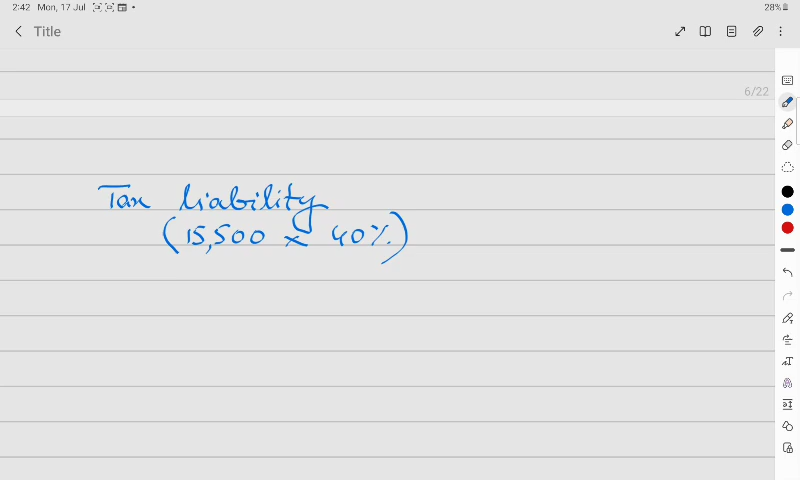 2:42 Mon, 17 Jul
28%
Title
6/22
Tax liability
(15,500 x 40%)